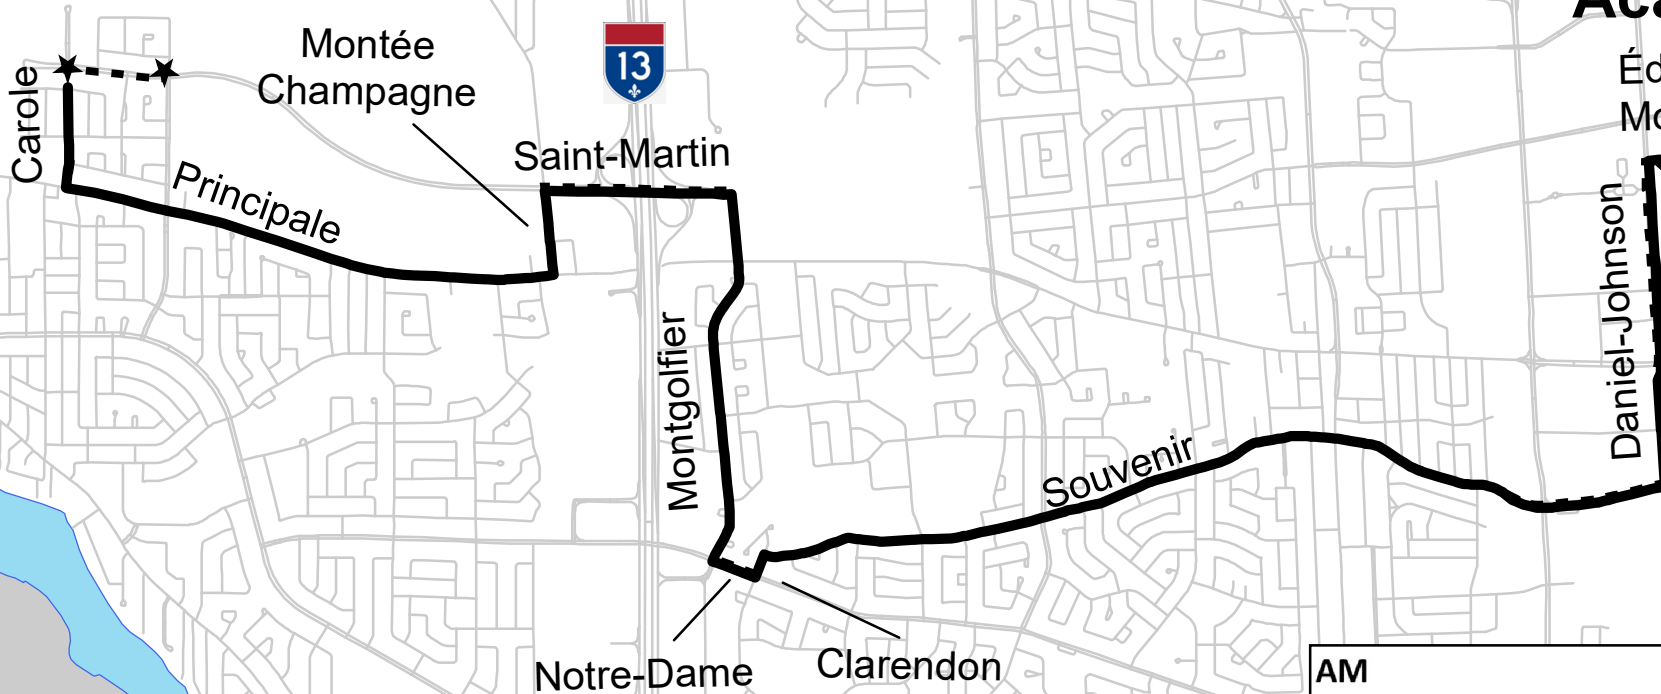 Montée
Champagne
13
Carole
Saint-Martin
Principale
Daniel-Johnson
Montgolfier
Souvenir
Notre-Dame
Clarendon
AM